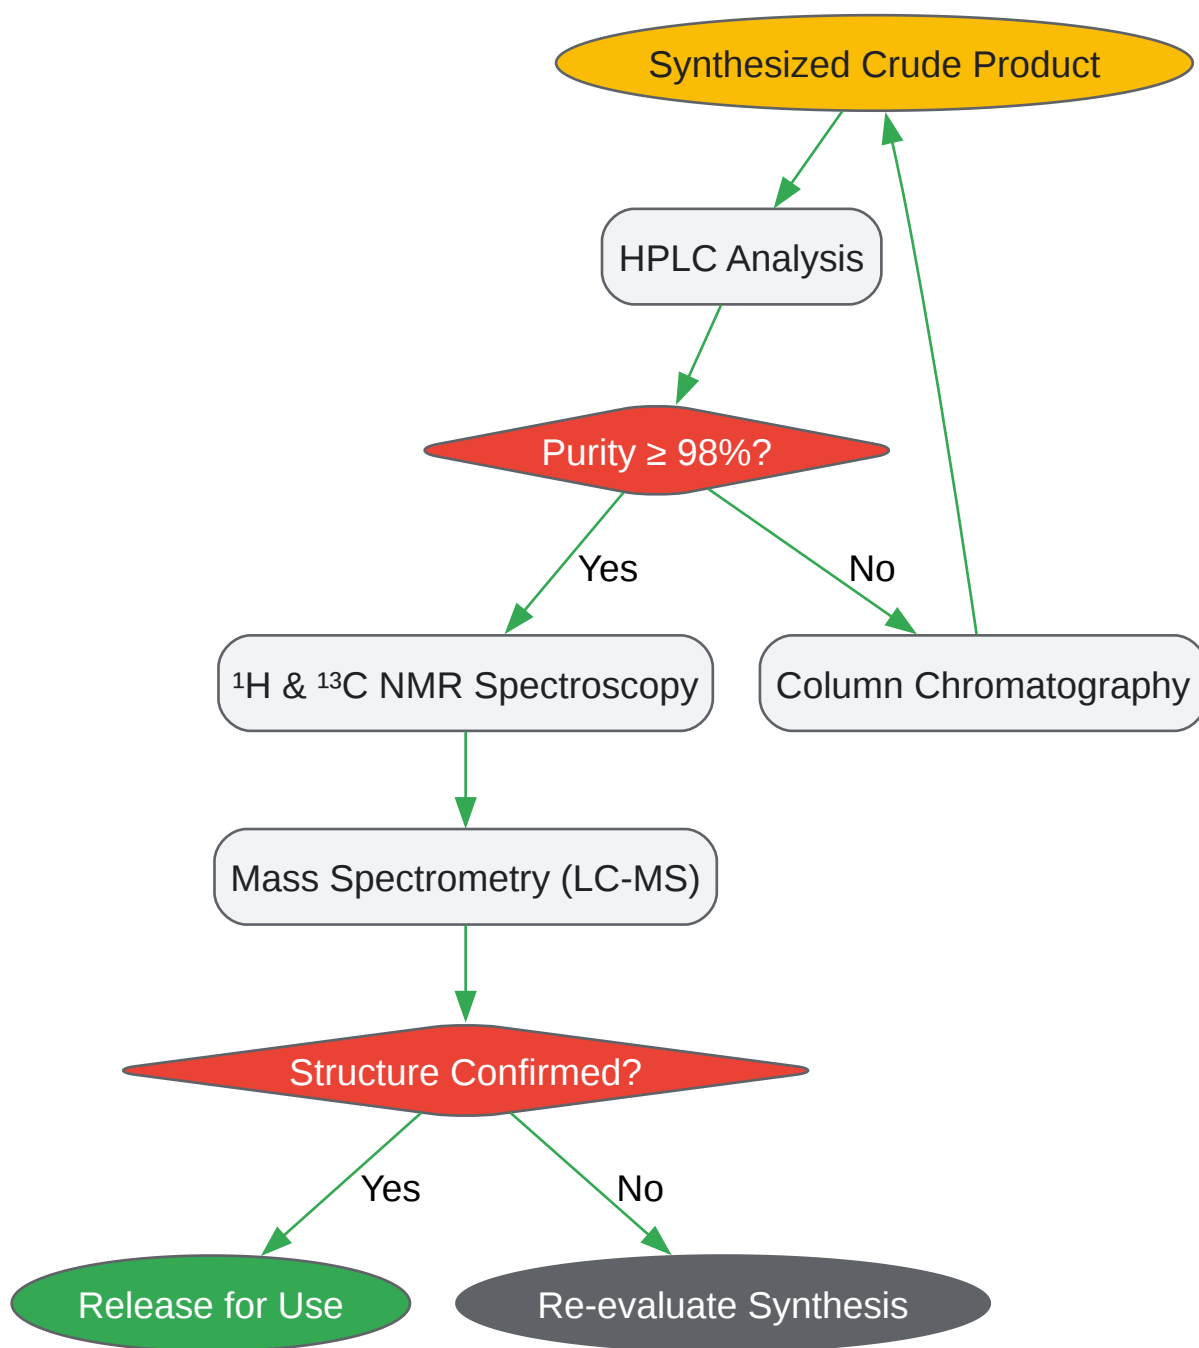 Synthesized Crude Product
HPLC Analysis
Purity ≥ 98%?
Yes
No
¹H & ¹³C NMR Spectroscopy
Column Chromatography
Mass Spectrometry (LC-MS)
Structure Confirmed?
Yes
No
Release for Use
Re-evaluate Synthesis